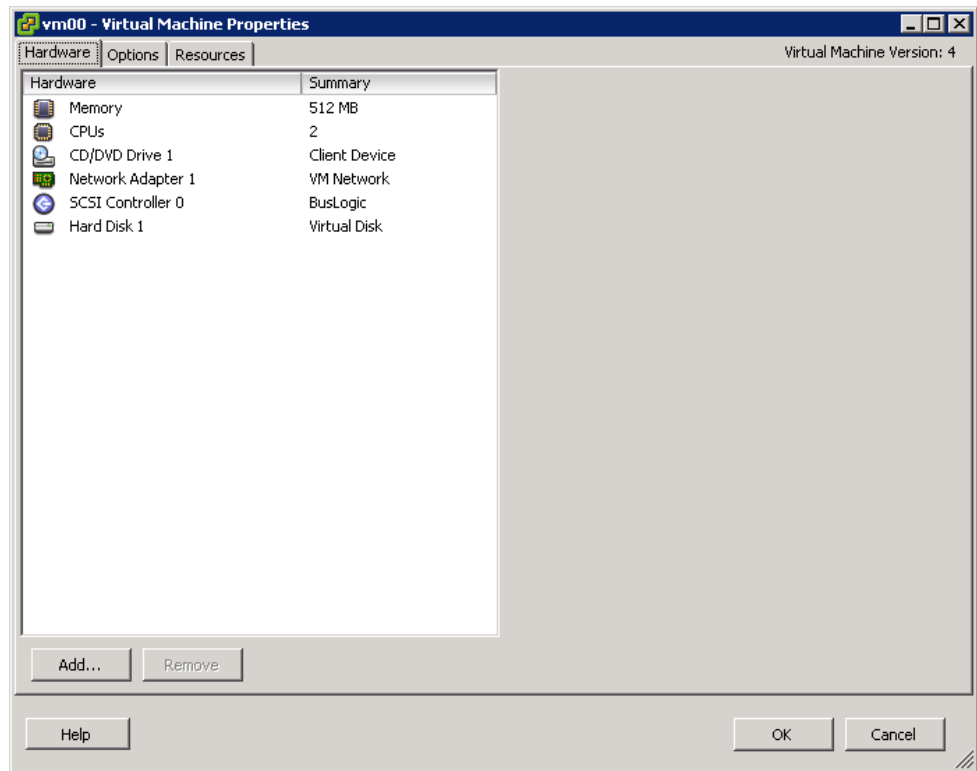 vm00 - Virtual Machine Properties
Hardware Options Resources Virtual Machine Version: 4
Hardware Summary
Memory 512 MB
CPUs 2
CD/DVD Drive 1 Client Device
Network Adapter 1 VM Network
SCSI Controller 0 BusLogic
Hard Disk 1 Virtual Disk
Add... Remove
Help OK Cancel